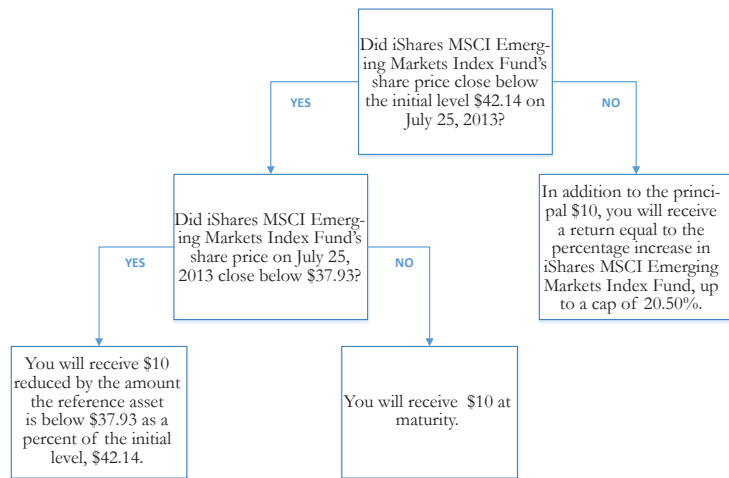 Did iShares MSCI Emerg-
ing Markets Index Fund's
share price close below
the initial level $42.14 on
July 25, 2013?
YES
NO
Did iShares MSCI Emerg-
ing Markets Index Fund's
share price on July 25,
2013 close below $37.93?
In addition to the princi-
pal $10, you will receive
a return equal to the
percentage increase in
iShares MSCI Emerging
Markets Index Fund, up
to a cap of 20.50%.
YES
NO
You will receive $10
reduced by the amount
the reference asset
is below $37.93 as a
percent of the initial
level, $42.14.
You will receive $10 at
maturity.